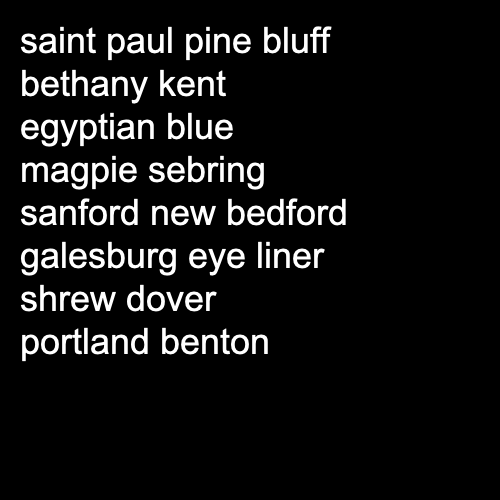 saint paul pine bluff
bethany kent
egyptian blue
magpie sebring
sanford new bedford
galesburg eye liner
shrew dover
portland benton